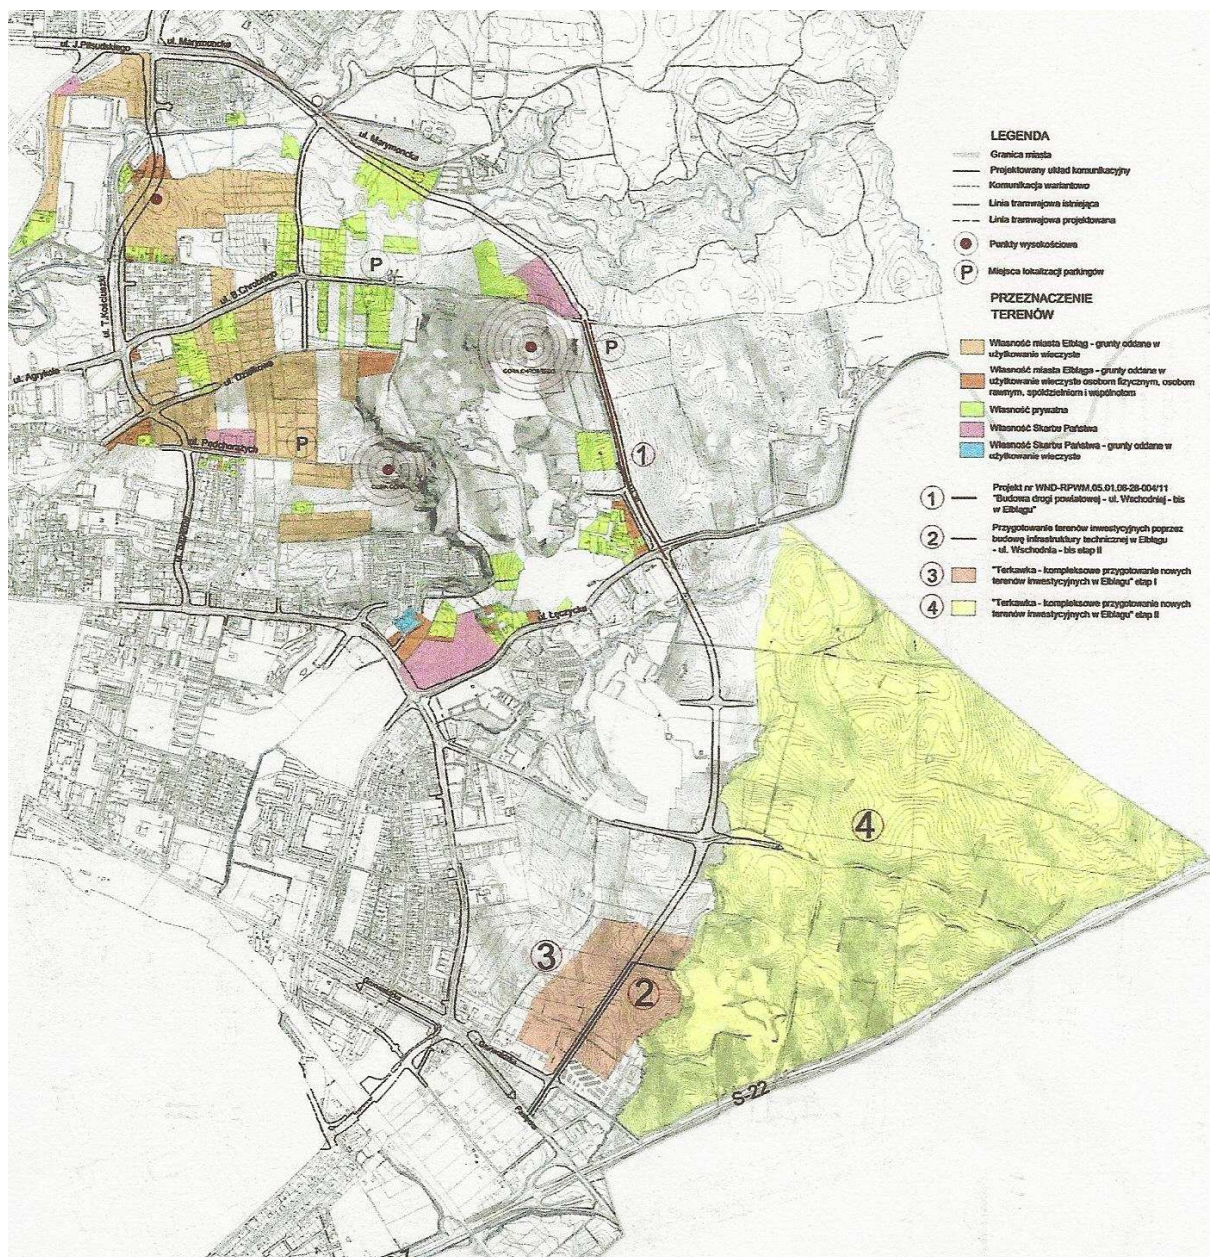 ul. J.Piłsudskiego
ul. Marymoncka
ul. Marymoncka
ul. T.Kościuszki
ul. B.Chrobrego
P
P
ul. Agrykola
ul. Dzałkowa
ul. Podchorążych
P
ul. Łęczycka
1
4
3
2
S-22
LEGENDA
Granica miasta
Projektowany układ komunikacyjny
Komunikacja wariantowo
Linia tramwajowa istniejąca
Linia tramwajowa projektowana
Punkty wysokościowe
P Miejsca lokalizacji parkingów
PRZEZNACZENIE
TERENÓW
Własność miasta Elbląg - grunty oddane w
użytkowanie wieczyste
Własność miasta Elbląga - grunty oddane w
użytkowanie wieczyste osobom fizycznym, osobom
rawnym, spółdzielniom i wspólnotom
Własność prywatna
Własność Skarbu Państwa
Własność Skarbu Państwa - grunty oddane w
użytkowanie wieczyste
1 Projekt nr WND-RPWM.05.01.06-28-004/11
"Budowa drogi powiatowej - ul. Wschodniej - bis
w Elblągu"
2 Przygotowanie terenów inwestycyjnych poprzez
budowę infrastruktury technicznej w Elblągu
- ul. Wschodnia - bis etap II
3 "Terkawka - kompleksowe przygotowanie nowych
terenów inwestycyjnych w Elblągu" etap I
4 "Terkawka - kompleksowe przygotowanie nowych
terenów inwestycyjnych w Elblągu" etap II